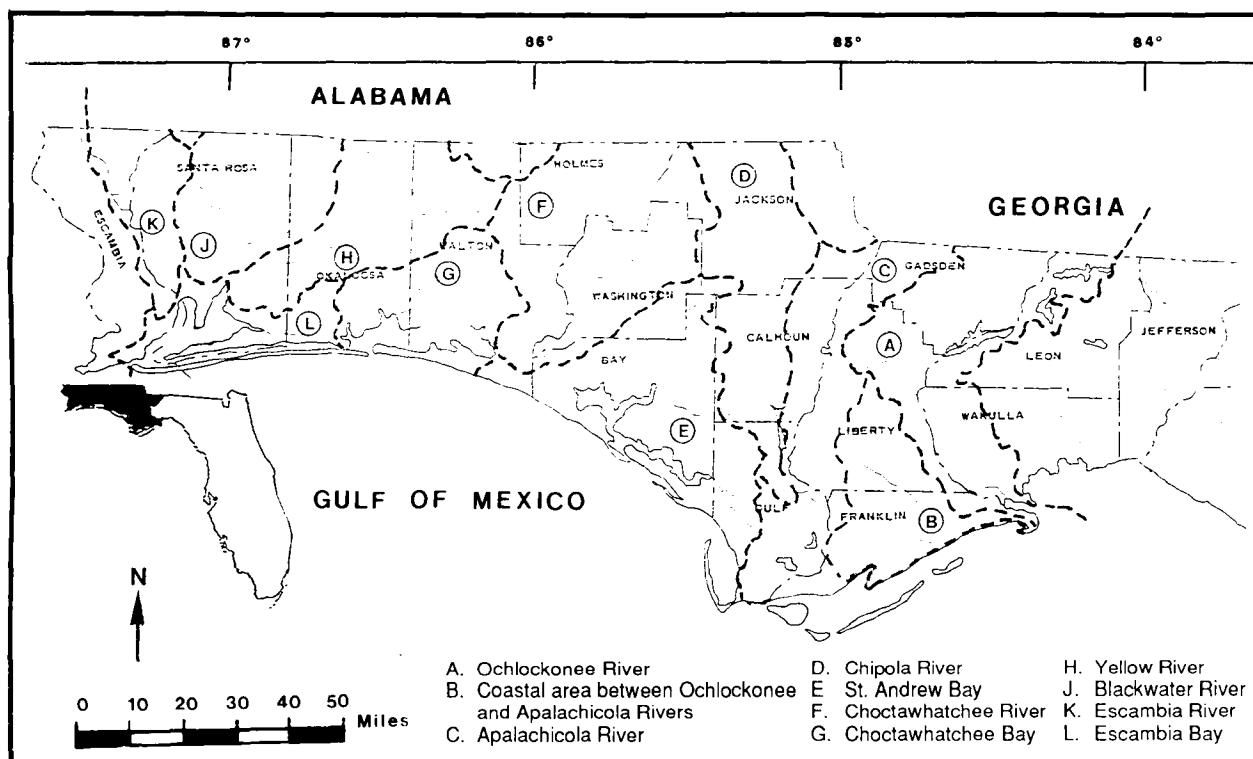 87° 86° 85° 84°
ALABAMA
SANTA ROSA
HOLMES
D
JACKSON
GEORGIA
K
ESCAMBIA
J
F
H
OKALOOSA
WALTON
G
C
GADSDEN
WASHINGTON
L
BAY
CALHOUN
A
LEON
JEFFERSON
E
LIBERTY
WAKULLA
GULF OF MEXICO
GULF
FRANKLIN
B
N
0 10 20 30 40 50
Miles
A. Ochlockonee River
B. Coastal area between Ochlockonee
and Apalachicola Rivers
C. Apalachicola River
D. Chipola River
E St. Andrew Bay
F. Choctawhatchee River
G. Choctawhatchee Bay
H. Yellow River
J. Blackwater River
K. Escambia River
L. Escambia Bay